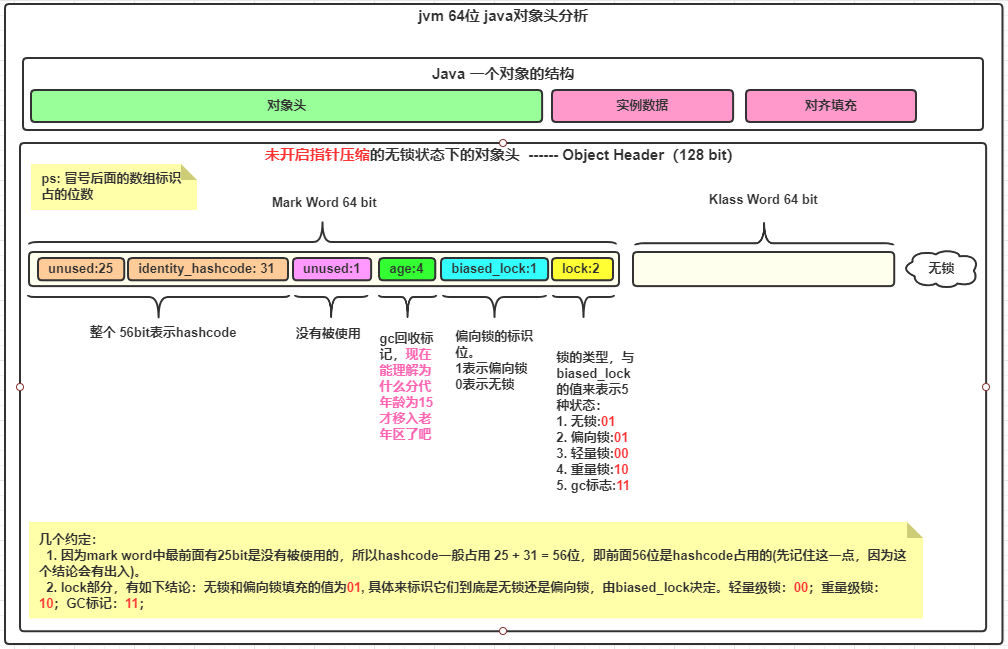 jvm 64位 java对象头分析
Java 一个对象的结构
对象头
实例数据
对齐填充
未开启指针压缩的无锁状态下的对象头 ------ Object Header（128 bit）
ps: 冒号后面的数组标识
占的位数
Mark Word 64 bit
Klass Word 64 bit
unused:25
identity_hashcode: 31
unused:1
age:4
biased_lock:1
lock:2
无锁
整个 56bit表示hashcode
没有被使用
gc回收标
记，现在
能理解为
什么分代
年龄为15
才移入老
年区了吧
偏向锁的标识
位。
1表示偏向锁
0表示无锁
锁的类型，与
biased_lock
的值来表示5
种状态：
1. 无锁:01
2. 偏向锁:01
3. 轻量锁:00
4. 重量锁:10
5. gc标志:11
几个约定：
1. 因为mark word中最前面有25bit是没有被使用的，所以hashcode一般占用 25 + 31 = 56位，即前面56位是hashcode占用的(先记住这一点，因为这
个结论会有出入)。
2. lock部分，有如下结论：无锁和偏向锁填充的值为01, 具体来标识它们到底是无锁还是偏向锁，由biased_lock决定。轻量级锁：00；重量级锁：
10；GC标记：11；